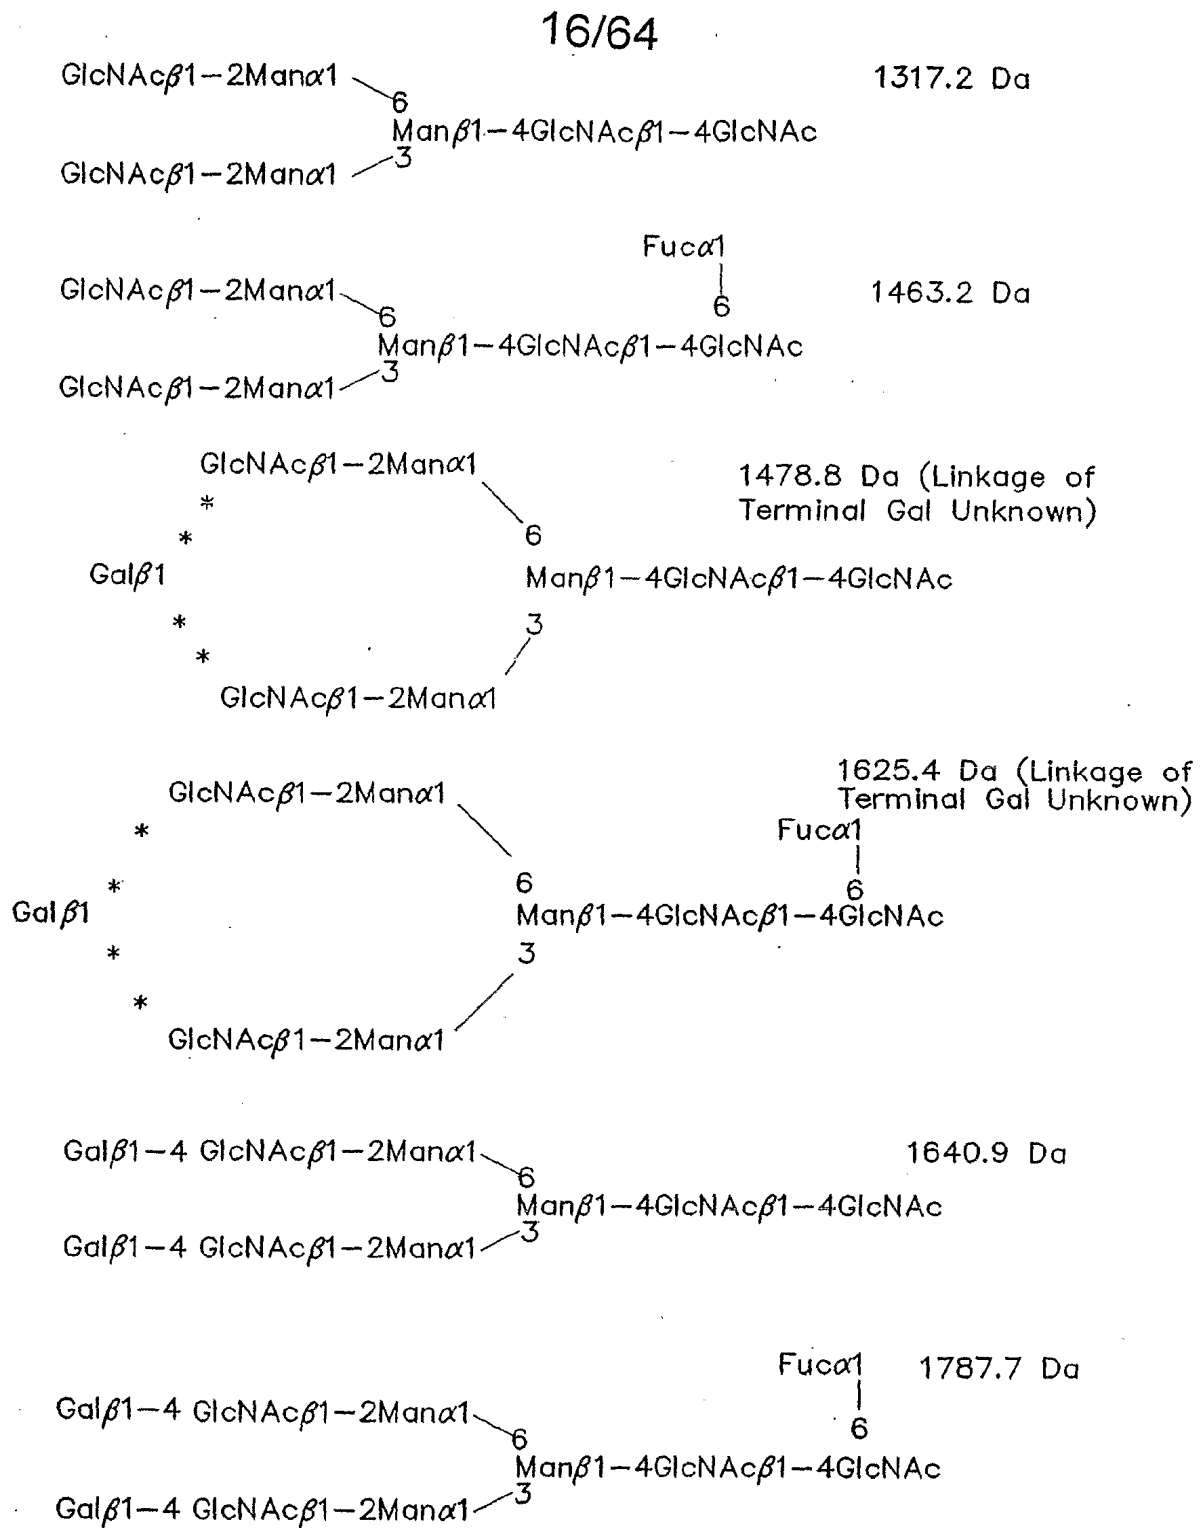 16/64
GlcNAcβ1-2Manα1
1317.2 Da
6
Manβ1-4GlcNAcβ1-4GlcNAc
3
GlcNAcβ1-2Manα1
Fucα1
GlcNAcβ1-2Manα1
1463.2 Da
6
6
Manβ1-4GlcNAcβ1-4GlcNAc
3
GlcNAcβ1-2Manα1
GlcNAcβ1-2Manα1
1478.8 Da (Linkage of
Terminal Gal Unknown)
*
*
6
Galβ1
Manβ1-4GlcNAcβ1-4GlcNAc
*
3
*
GlcNAcβ1-2Manα1
1625.4 Da (Linkage of
Terminal Gal Unknown)
GlcNAcβ1-2Manα1
*
Fucα1
*
6
6
Galβ1
Manβ1-4GlcNAcβ1-4GlcNAc
*
3
*
GlcNAcβ1-2Manα1
Galβ1-4 GlcNAcβ1-2Manα1
1640.9 Da
6
Manβ1-4GlcNAcβ1-4GlcNAc
3
Galβ1-4 GlcNAcβ1-2Manα1
Fucα1
1787.7 Da
Galβ1-4 GlcNAcβ1-2Manα1
6
6
Manβ1-4GlcNAcβ1-4GlcNAc
3
Galβ1-4 GlcNAcβ1-2Manα1